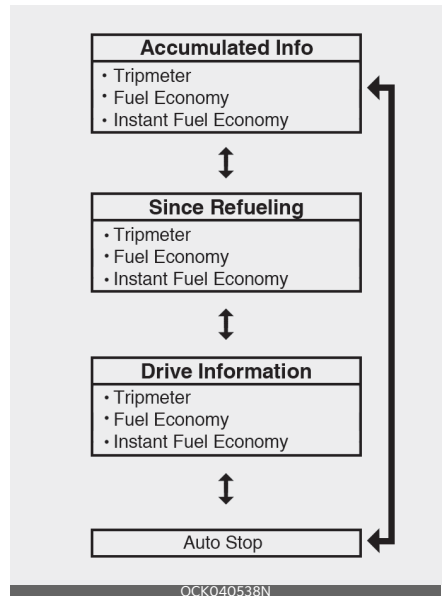 Accumulated Info
• Tripmeter
• Fuel Economy
• Instant Fuel Economy
Since Refueling
• Tripmeter
• Fuel Economy
• Instant Fuel Economy
Drive Information
• Tripmeter
• Fuel Economy
• Instant Fuel Economy
Auto Stop
OCK040538N